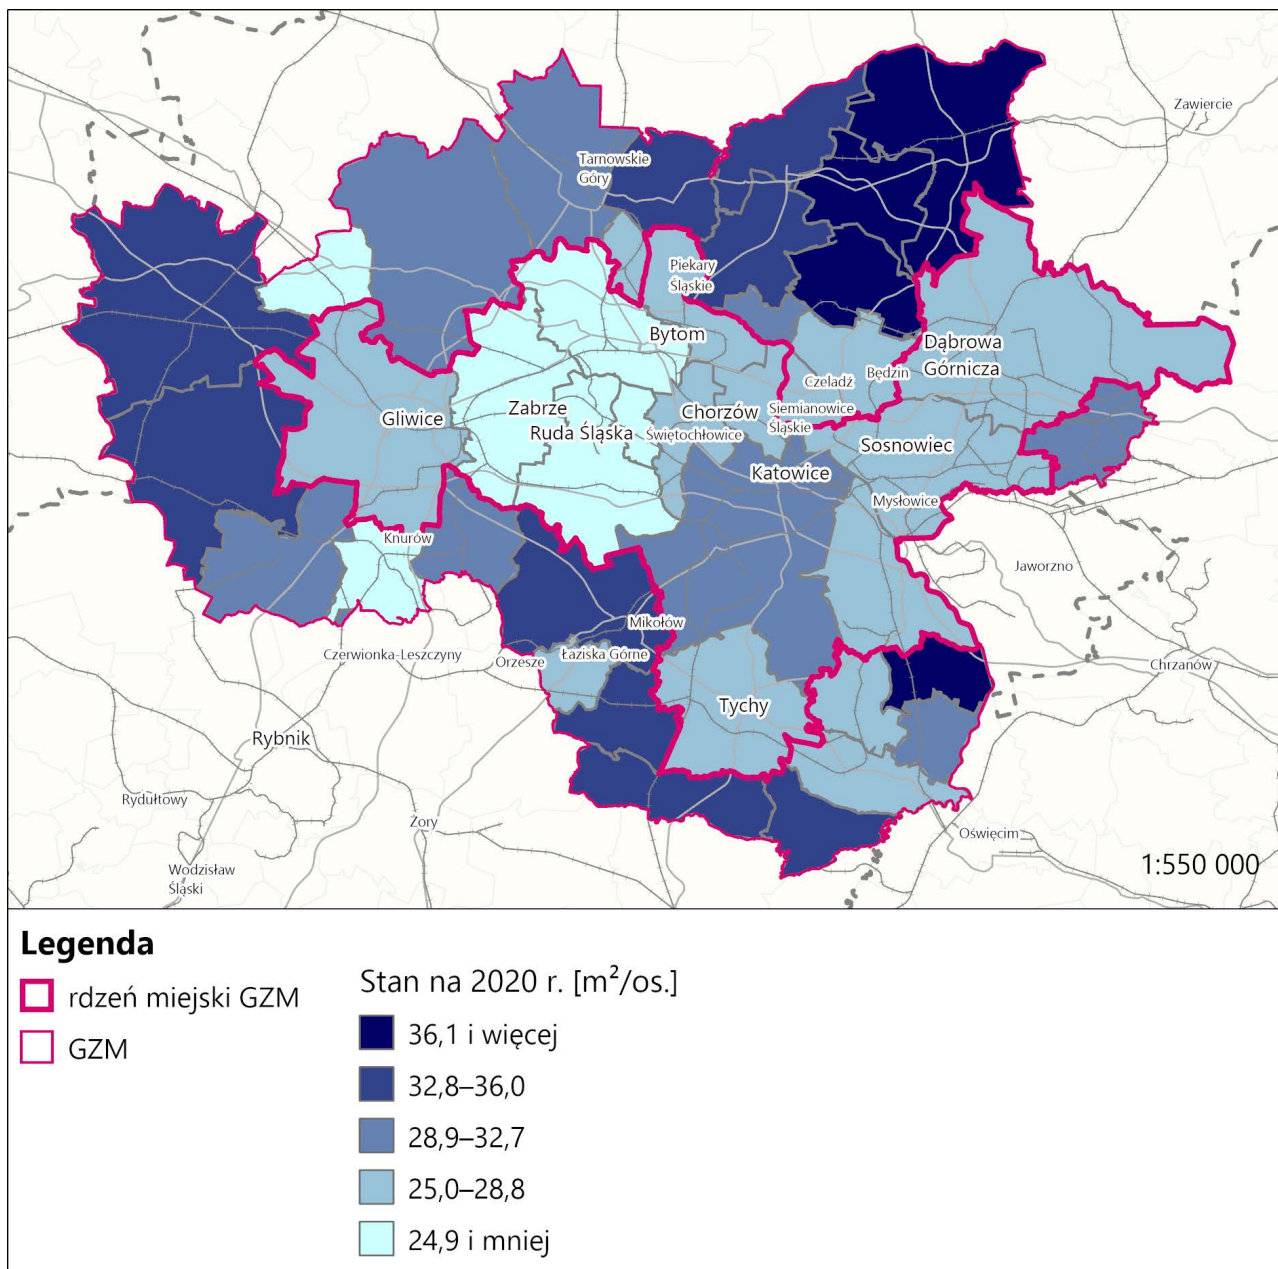 Zawiercie
Tarnowskie
Góry
Piekary
Śląskie
Bytom
Dąbrowa
Górnicza
Będzin
Czeladź
Gliwice
Zabrze
Chorzów
Siemianowice
Śląskie
Ruda Śląska
Świętochłowice
Sosnowiec
Katowice
Mysłowice
Knurów
Jaworzno
Mikołów
Czerwionka-Leszczyny
Orzesze
Łaziska Górne
Chrzanów
Tychy
Rybnik
Rydułtowy
Żory
Oświęcim
Wodzisław
Śląski
1:550 000
Legenda
rdzeń miejski GZM
GZM
Stan na 2020 r. [m²/os.]
36,1 i więcej
32,8–36,0
28,9–32,7
25,0–28,8
24,9 i mniej